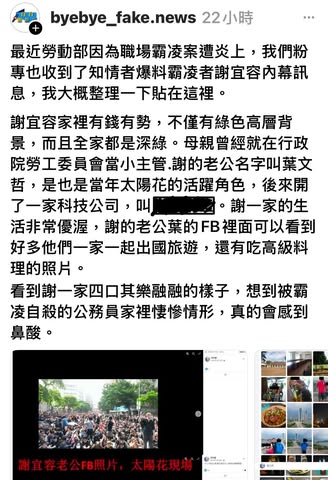 byebye_fake.news 22小時
最近勞動部因為職場霸凌案遭炎上，我們粉
專也收到了知情者爆料霸凌者謝宜容內幕訊
息，我大概整理一下貼在這裡。
謝宜容家裡有錢有勢，不僅有綠色高層背
景，而且全家都是深綠。母親曾經就在行政
院勞工委員會當小主管.謝的老公名字叫葉文
哲，是也是當年太陽花的活躍角色，後來開
了一家科技公司，叫 。謝一家的生
活非常優渥，謝的老公葉的FB裡面可以看到
好多他們一家一起出國旅遊，還有吃高級料
理的照片。
看到謝一家四口其樂融融的樣子，想到被霸
凌自殺的公務員家裡悽慘情形，真的會感到
鼻酸。
謝宜容老公FB照片，太陽花現場